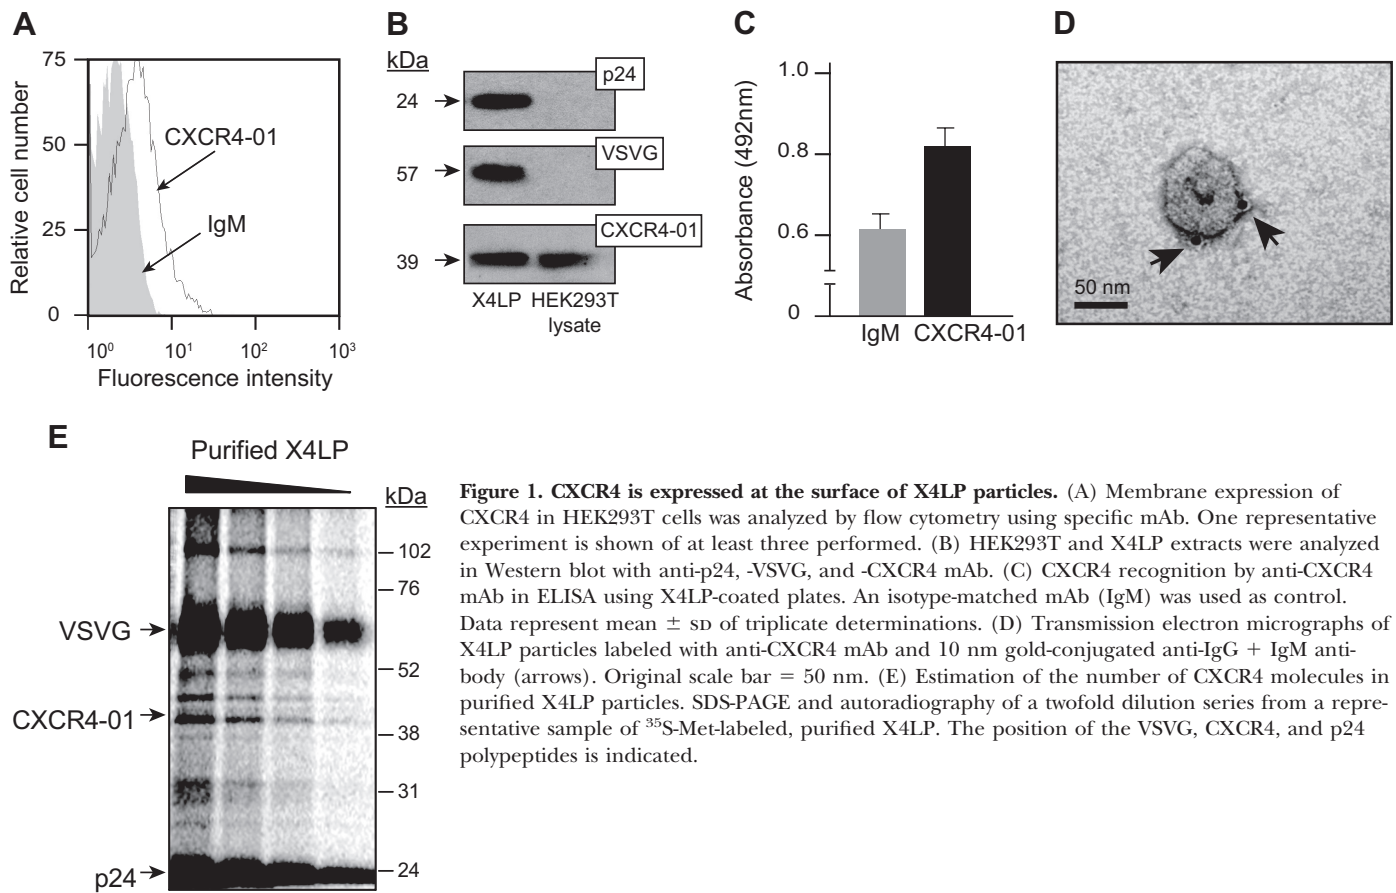 A
75
50
25
0
Relative cell number
CXCR4-01
IgM
10⁰ 10¹ 10² 10³
Fluorescence intensity
B
kDa
24
57
39
p24
VSVG
CXCR4-01
X4LP HEK293T
lysate
C
1.0
0.8
0.6
0
Absorbance (492nm)
IgM CXCR4-01
D
50 nm
E
Purified X4LP
kDa
102
76
52
38
31
24
VSVG
CXCR4-01
p24
Figure 1. CXCR4 is expressed at the surface of X4LP particles. (A) Membrane expression of
CXCR4 in HEK293T cells was analyzed by flow cytometry using specific mAb. One representative
experiment is shown of at least three performed. (B) HEK293T and X4LP extracts were analyzed
in Western blot with anti-p24, -VSVG, and -CXCR4 mAb. (C) CXCR4 recognition by anti-CXCR4
mAb in ELISA using X4LP-coated plates. An isotype-matched mAb (IgM) was used as control.
Data represent mean ± SD of triplicate determinations. (D) Transmission electron micrographs of
X4LP particles labeled with anti-CXCR4 mAb and 10 nm gold-conjugated anti-IgG + IgM anti-
body (arrows). Original scale bar = 50 nm. (E) Estimation of the number of CXCR4 molecules in
purified X4LP particles. SDS-PAGE and autoradiography of a twofold dilution series from a repre-
sentative sample of ³⁵S-Met-labeled, purified X4LP. The position of the VSVG, CXCR4, and p24
polypeptides is indicated.